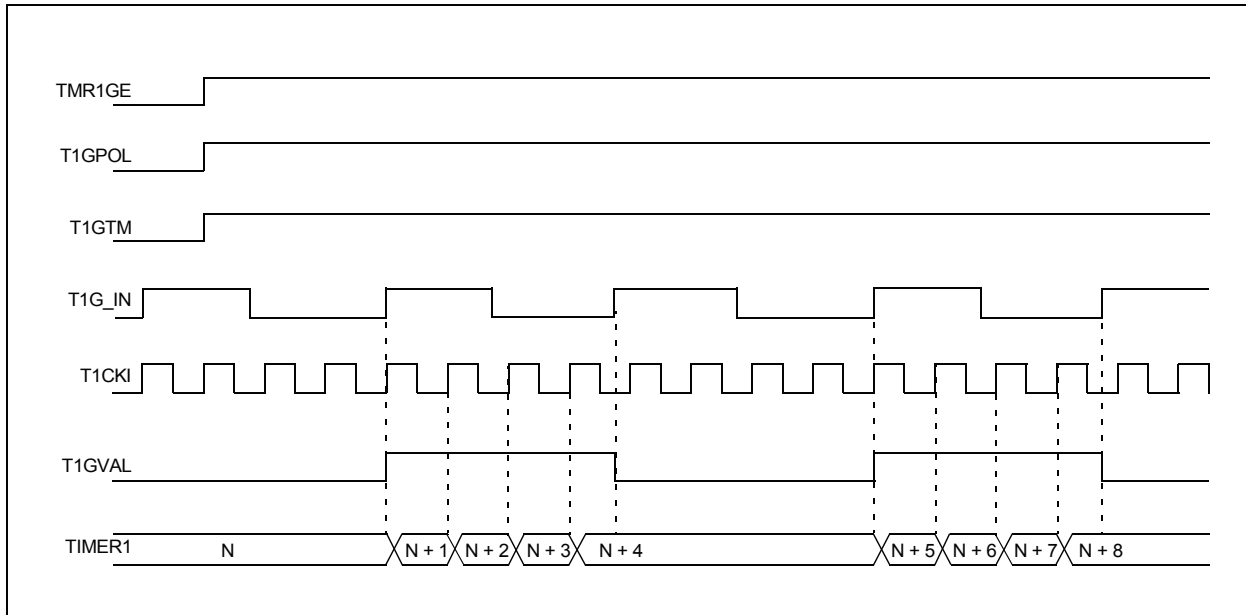 TMR1GE
T1GPOL
T1GTM
T1G_IN
T1CKI
T1GVAL
TIMER1 N N + 1 N + 2 N + 3 N + 4 N + 5 N + 6 N + 7 N + 8